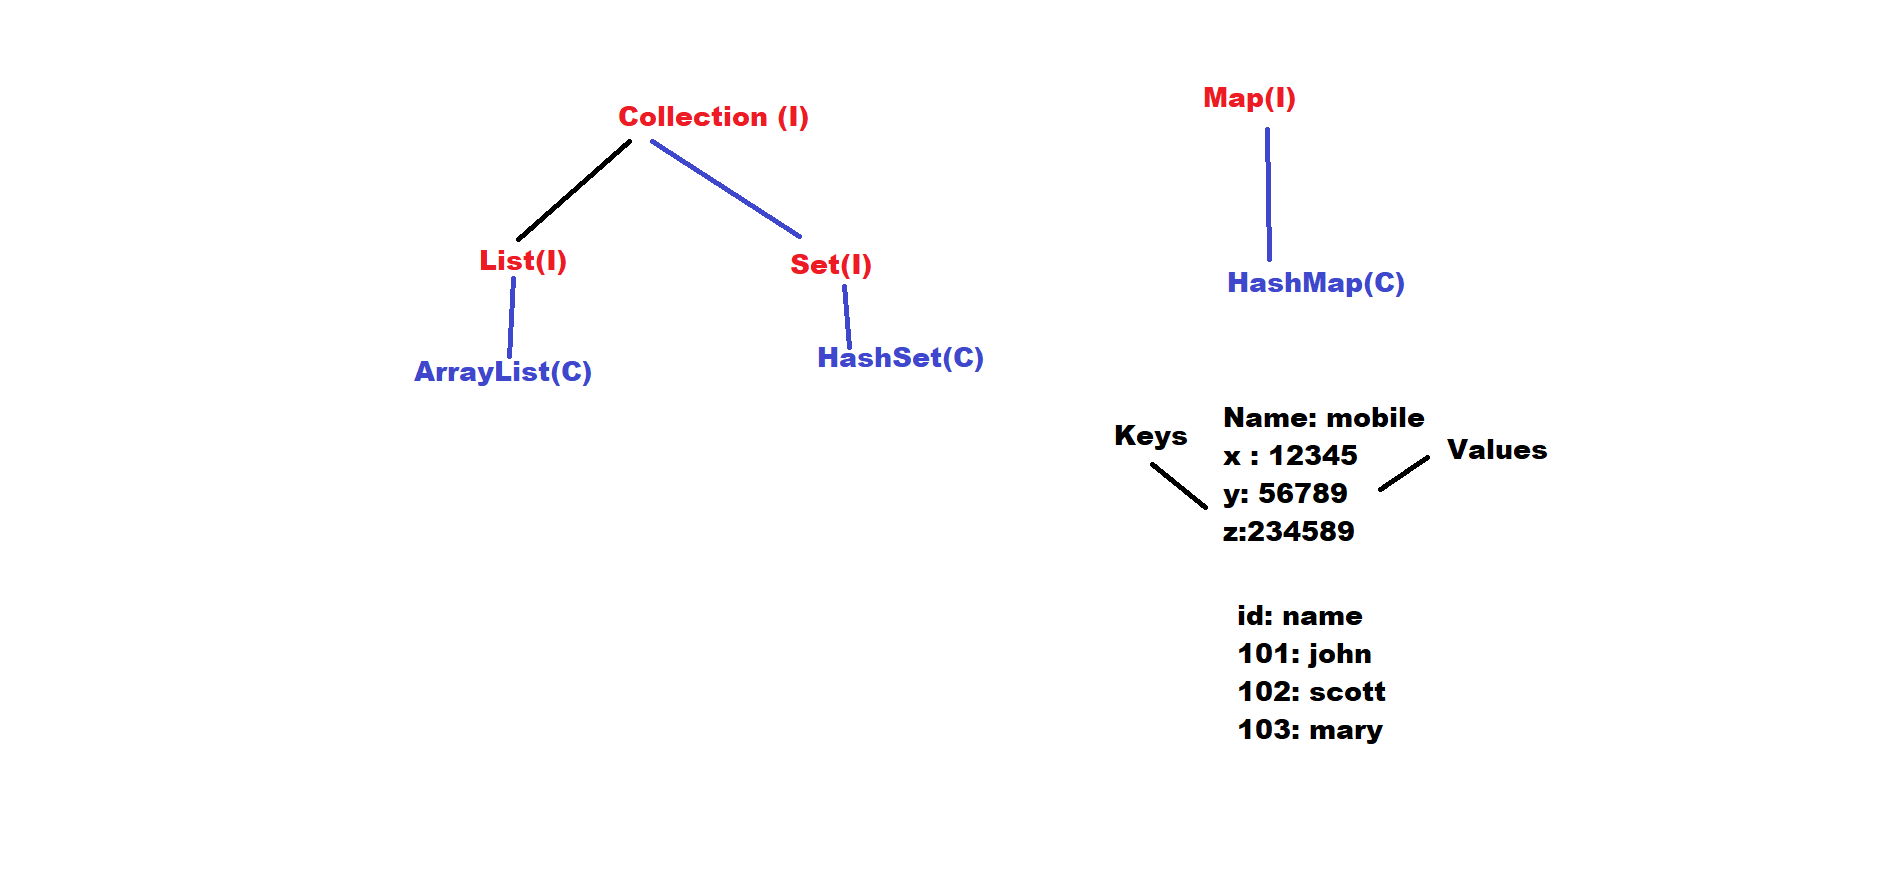 Collection (I)
List(I)
Set(I)
ArrayList(C)
HashSet(C)
Map(I)
HashMap(C)
Keys
Name: mobile
x : 12345
y: 56789
z:234589
Values
id: name
101: john
102: scott
103: mary